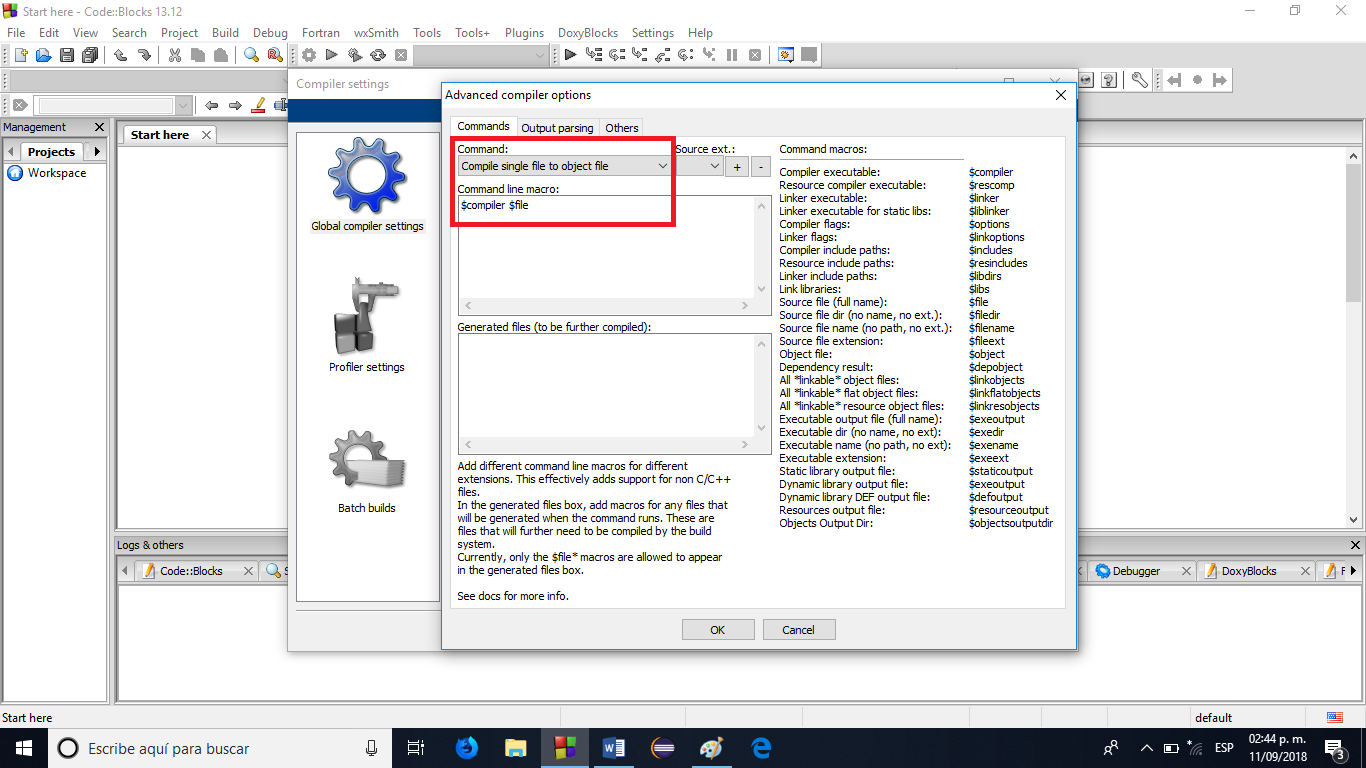 Start here - Code::Blocks 13.12
File Edit View Search Project Build Debug Fortran wxSmith Tools Tools+ Plugins DoxyBlocks Settings Help
Compiler settings
Advanced compiler options
Management
Projects
Workspace
Start here
Global compiler settings
Profiler settings
Batch builds
Commands Output parsing Others
Command: Source ext.:
Compile single file to object file + -
Command line macro:
$compiler $file
Generated files (to be further compiled):
Add different command line macros for different
extensions. This effectively adds support for non C/C++
files.
In the generated files box, add macros for any files that
will be generated when the command runs. These are
files that will further need to be compiled by the build
system.
Currently, only the $file* macros are allowed to appear
in the generated files box.
See docs for more info.
Command macros:
Compiler executable: $compiler
Resource compiler executable: $rescomp
Linker executable: $linker
Linker executable for static libs: $liblinker
Compiler flags: $options
Linker flags: $linkoptions
Compiler include paths: $includes
Resource include paths: $resincludes
Linker include paths: $libdirs
Link libraries: $libs
Source file (full name): $file
Source file dir (no name, no ext.): $filedir
Source file name (no path, no ext.): $filename
Source file extension: $fileext
Object file: $object
Dependency result: $depobject
All *linkable* object files: $linkobjects
All *linkable* flat object files: $linkflatobjects
All *linkable* resource object files: $linkresobjects
Executable output file (full name): $exeoutput
Executable dir (no name, no ext): $exedir
Executable name (no path, no ext): $exename
Executable extension: $exeext
Static library output file: $staticoutput
Dynamic library output file: $exeoutput
Dynamic library DEF output file: $defoutput
Resources output file: $resourceoutput
Objects Output Dir: $objectsoutputdir
OK Cancel
Logs & others
Code::Blocks S Debugger DoxyBlocks F
Start here default
Escribe aquí para buscar
ESP
02:44 p. m.
11/09/2018
3